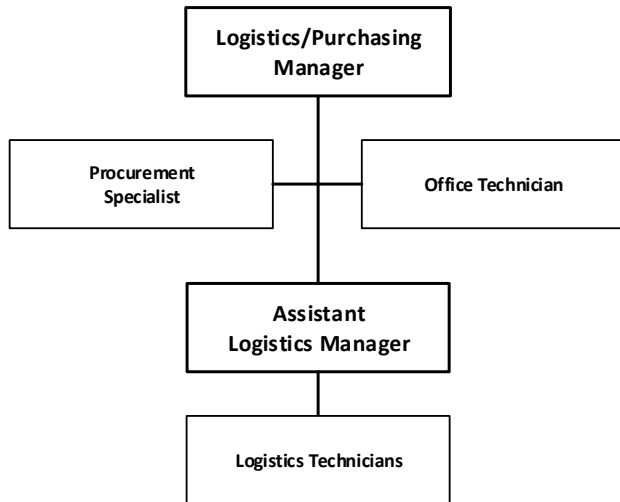 Logistics/Purchasing
Manager
Procurement
Specialist
Office Technician
Assistant
Logistics Manager
Logistics Technicians